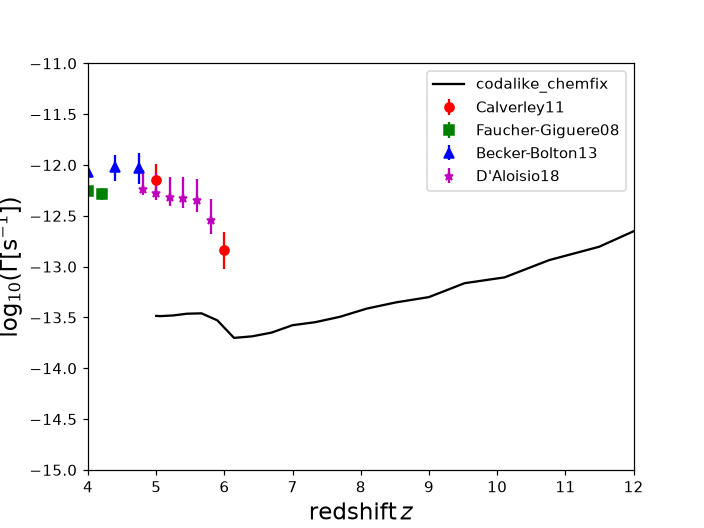 −11.0
−11.5
−12.0
−12.5
−13.0
−13.5
−14.0
−14.5
−15.0
log₁₀(Γ[s⁻¹])
codalike_chemfix
Calverley11
Faucher-Giguere08
Becker-Bolton13
D'Aloisio18
4 5 6 7 8 9 10 11 12
redshift z